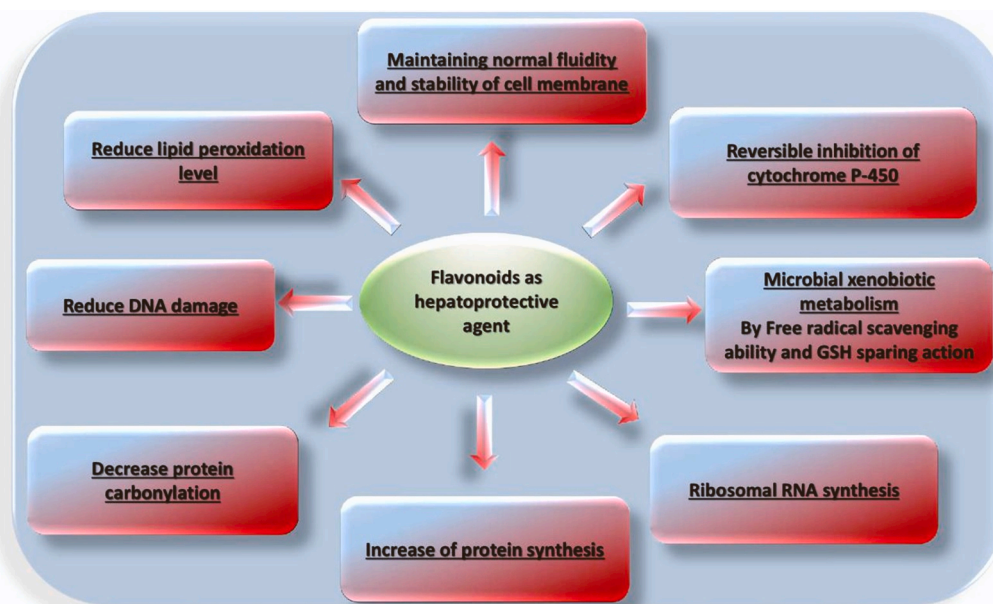 Maintaining normal fluidity
and stability of cell membrane
Reduce lipid peroxidation
level
Reversible inhibition of
cytochrome P-450
Flavonoids as
hepatoprotective
agent
Reduce DNA damage
Microbial xenobiotic
metabolism
By Free radical scavenging
ability and GSH sparing action
Decrease protein
carbonylation
Ribosomal RNA synthesis
Increase of protein synthesis